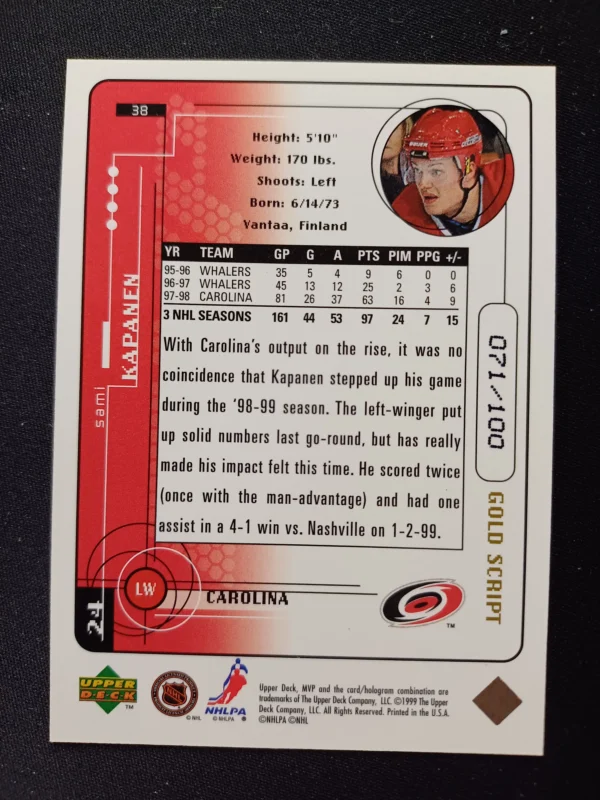 38
Height: 5'10"
Weight: 170 lbs.
Shoots: Left
Born: 6/14/73
Vantaa, Finland
BAUER
sami
KAPANEN
YR TEAM GP G A PTS PIM PPG +/-
95-96 WHALERS 35 5 4 9 6 0 0
96-97 WHALERS 45 13 12 25 2 3 6
97-98 CAROLINA 81 26 37 63 16 4 9
3 NHL SEASONS 161 44 53 97 24 7 15
With Carolina's output on the rise, it was no
coincidence that Kapanen stepped up his game
during the '98-99 season. The left-winger put
up solid numbers last go-round, but has really
made his impact felt this time. He scored twice
(once with the man-advantage) and had one
assist in a 4-1 win vs. Nashville on 1-2-99.
071/100
GOLD SCRIPT
24
LW
CAROLINA
TM
UPPER
DECK
TM
NHL
© NHL
NHLPA
© NHLPA ®
Upper Deck, MVP and the card/hologram combination are
trademarks of The Upper Deck Company, LLC. ©1999 The Upper
Deck Company, LLC. All Rights Reserved. Printed in the U.S.A.
©NHLPA ©NHL